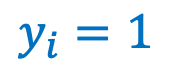 yᵢ = 1